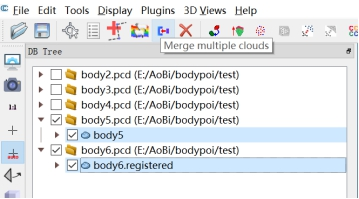 File Edit Tools Display Plugins 3D Views Help
Merge multiple clouds
DB Tree
body2.pcd (E:/AoBi/bodypoi/test)
body3.pcd (E:/AoBi/bodypoi/test)
body4.pcd (E:/AoBi/bodypoi/test)
body5.pcd (E:/AoBi/bodypoi/test)
body5
body6.pcd (E:/AoBi/bodypoi/test)
body6.registered
1:1